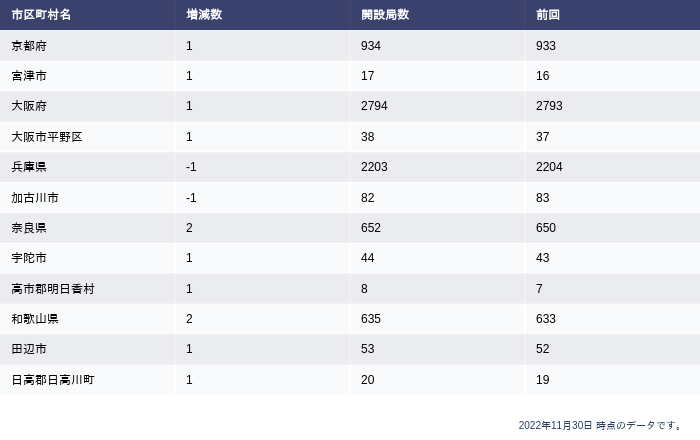 市区町村名 増減数 開設局数 前回
京都府 1 934 933
宮津市 1 17 16
大阪府 1 2794 2793
大阪市平野区 1 38 37
兵庫県 -1 2203 2204
加古川市 -1 82 83
奈良県 2 652 650
宇陀市 1 44 43
高市郡明日香村 1 8 7
和歌山県 2 635 633
田辺市 1 53 52
日高郡日高川町 1 20 19
2022年11月30日 時点のデータです。